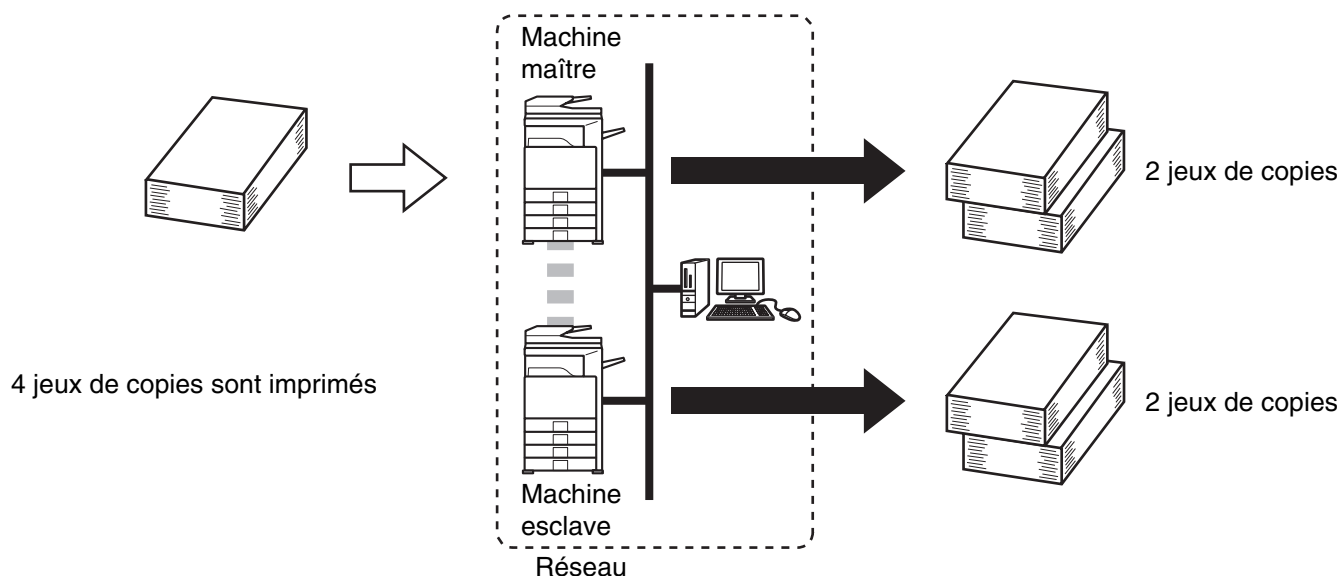 Machine
maître
2 jeux de copies
4 jeux de copies sont imprimés
2 jeux de copies
Machine
esclave
Réseau